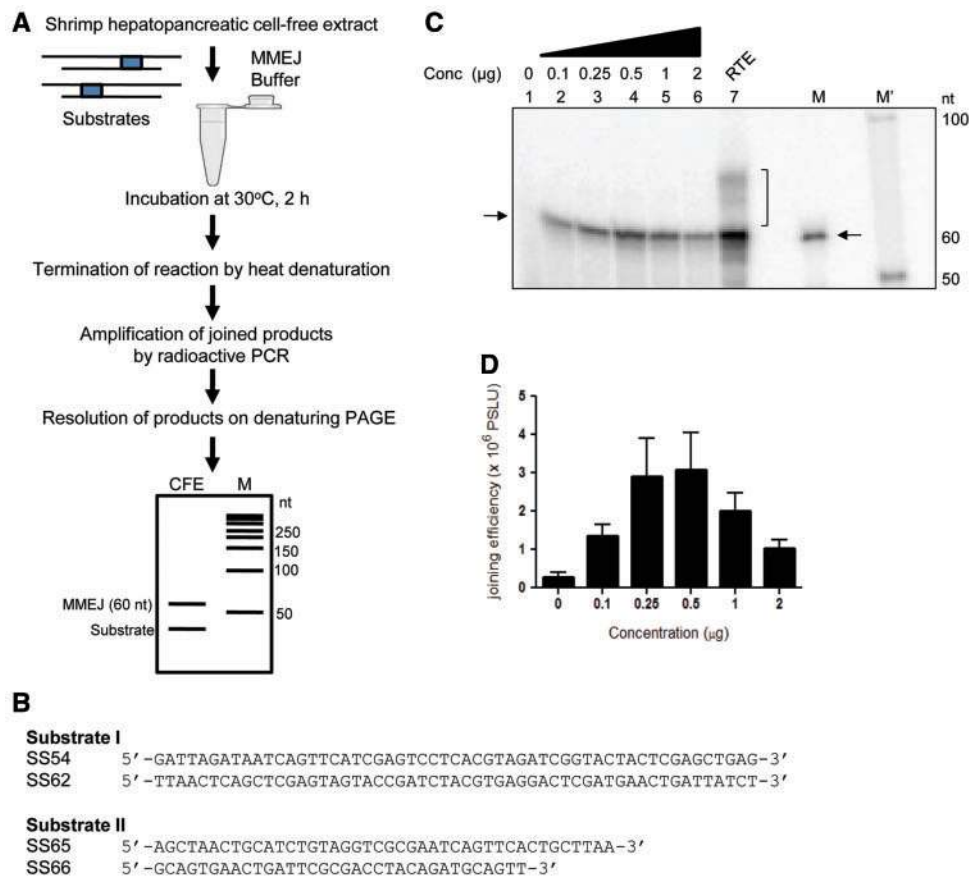 A
Shrimp hepatopancreatic cell-free extract
MMEJ
Buffer
Substrates
Incubation at 30°C, 2 h
Termination of reaction by heat denaturation
Amplification of joined products
by radioactive PCR
Resolution of products on denaturing PAGE
CFE M nt
250
150
100
MMEJ (60 nt)
50
Substrate
C
Conc (μg) 0 0.1 0.25 0.5 1 2 RTE
1 2 3 4 5 6 7 M M' nt
100
60
50
D
joining efficiency (x 10⁶ PSLU)
5
4
3
2
1
0
0 0.1 0.25 0.5 1 2
Concentration (μg)
B
Substrate I
SS54 5′-GATTAGATAATCAGTTCATCGAGTCCTCACGTAGATCGGTACTACTCGAGCTGAG-3′
SS62 5′-TTAACTCAGCTCGAGTAGTACCGATCTACGTGAGGACTCGATGAACTGATTATCT-3′
Substrate II
SS65 5′-AGCTAACTGCATCTGTAGGTCGCGAATCAGTTCACTGCTTAA-3′
SS66 5′-GCAGTGAACTGATTCGCGACCTACAGATGCAGTT-3′